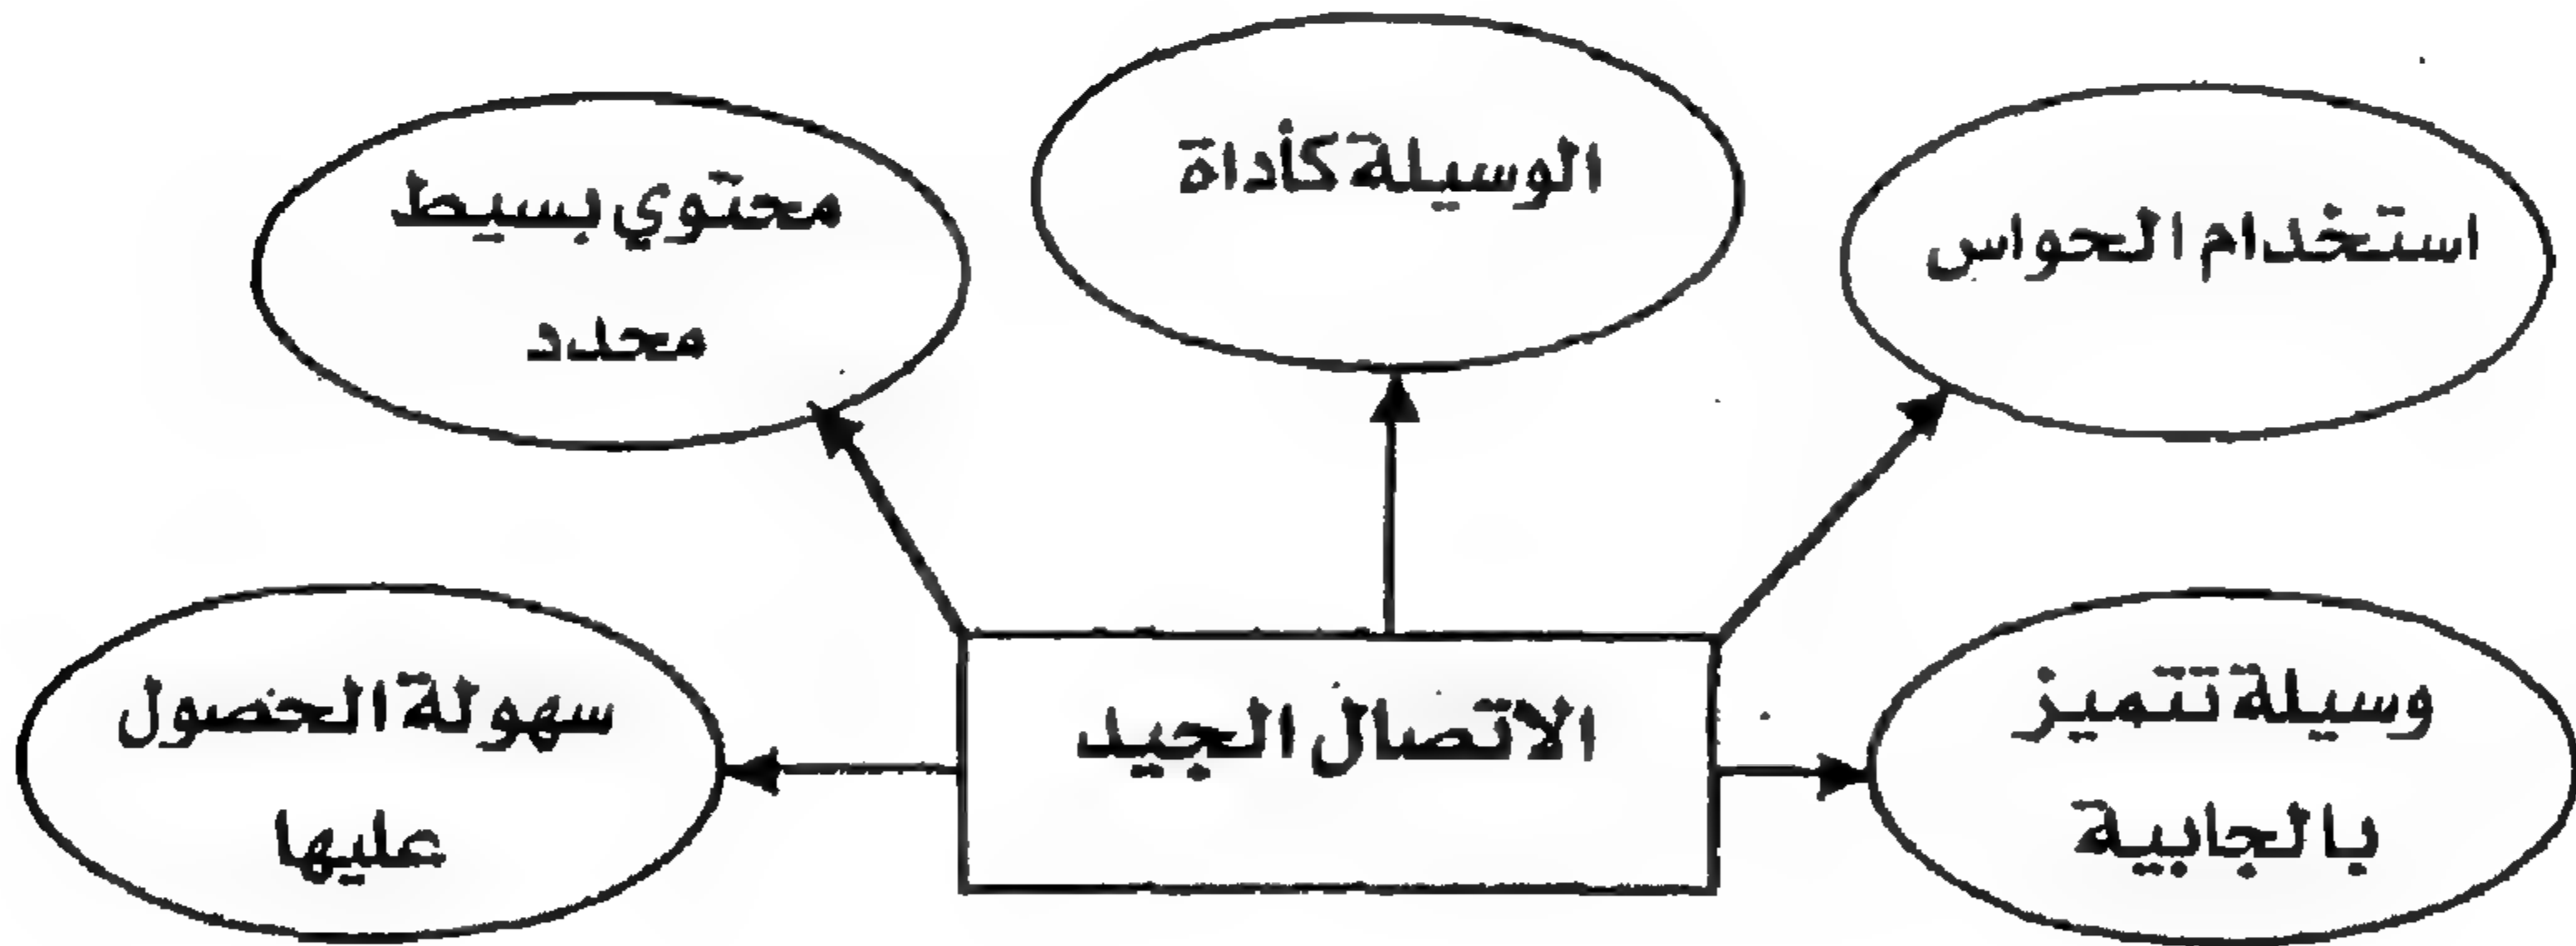 الوسيلة كأداة
استخدام الحواس
محتوي بسيط
محدد
وسيلة تتميز
بالجابية
الاتصال الجيد
سهولة الحصول
عليها